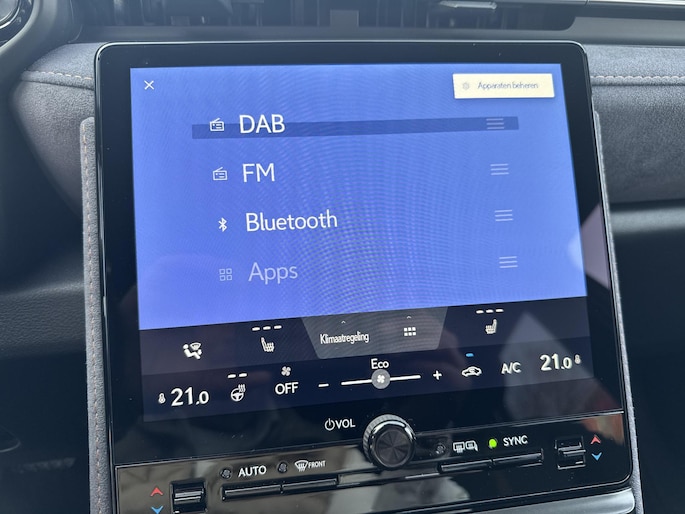 Apparaten beheren
DAB
FM
Bluetooth
Apps
Klimaatregeling
Eco
21.0
OFF
A/C
21.0
VOL
AUTO
FRONT
SYNC